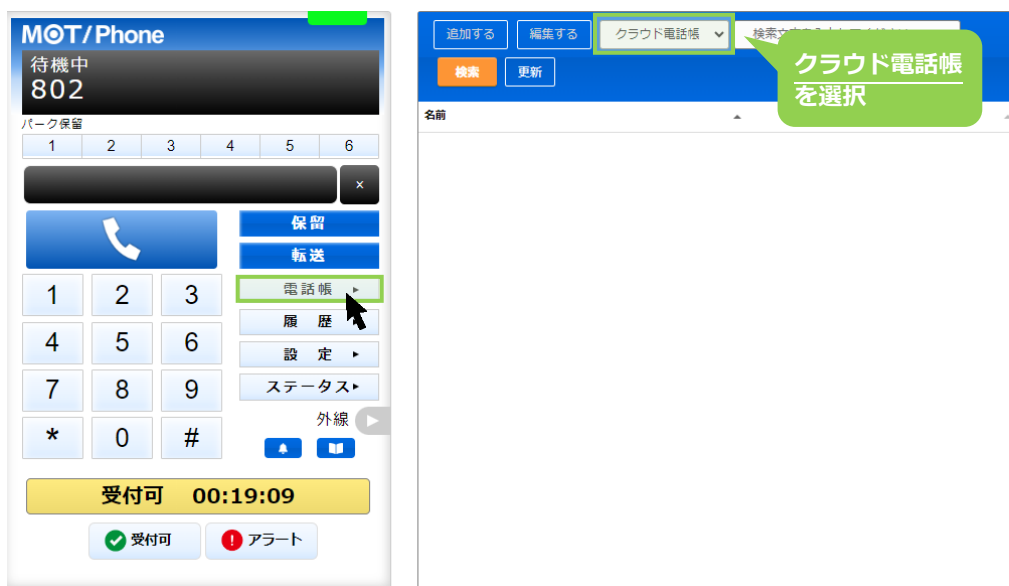 MOT/Phone
待機中
802
パーク保留
1 2 3 4 5 6
×
保留
転送
1 2 3
電話帳
履 歴
4 5 6
設 定
7 8 9
ステータス
外線
* 0 #
受付可 00:19:09
受付可 アラート
追加する 編集する クラウド電話帳
検索 更新
クラウド電話帳
を選択
名前